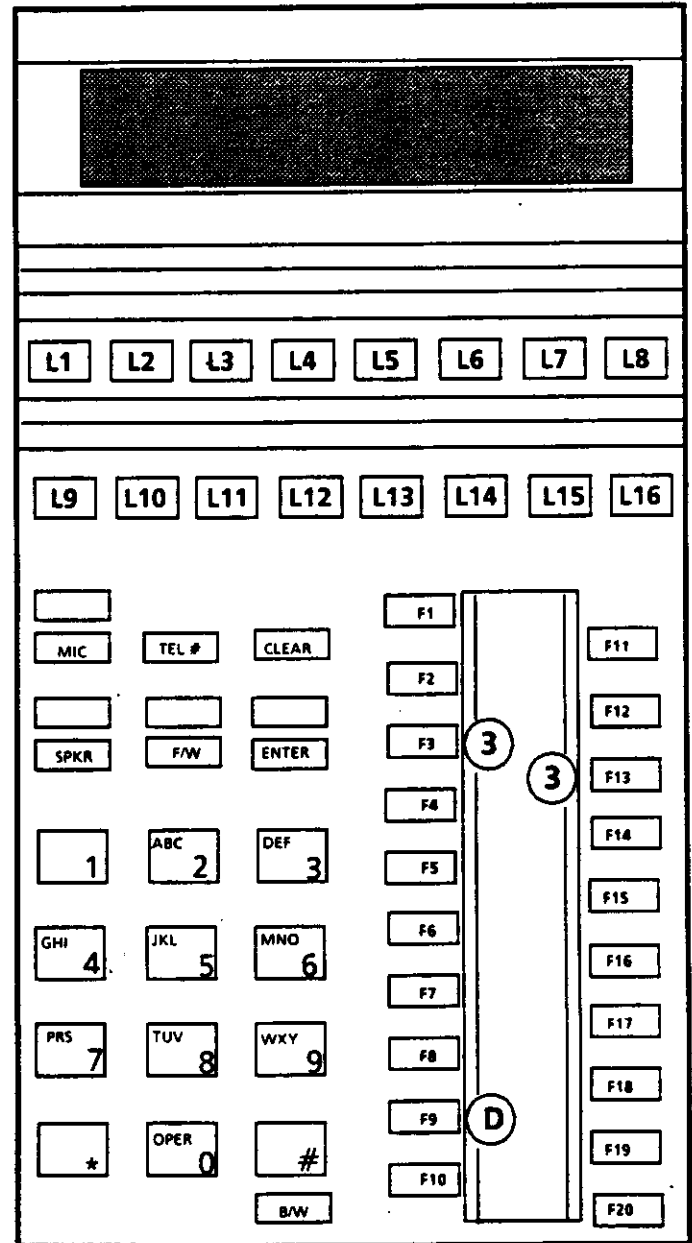 L1 L2 L3 L4 L5 L6 L7 L8
L9 L10 L11 L12 L13 L14 L15 L16
F1
MIC TEL # CLEAR F11
F2
F12
SPKR F/W ENTER F3 3
3 F13
F4
F14
1 ABC 2 DEF 3
F5
F15
F6
GHI 4 JKL 5 MNO 6 F16
F7
F17
PRS 7 TUV 8 WXY 9 F8
F18
F9 D
* OPER 0 # F19
F10
B/W F20